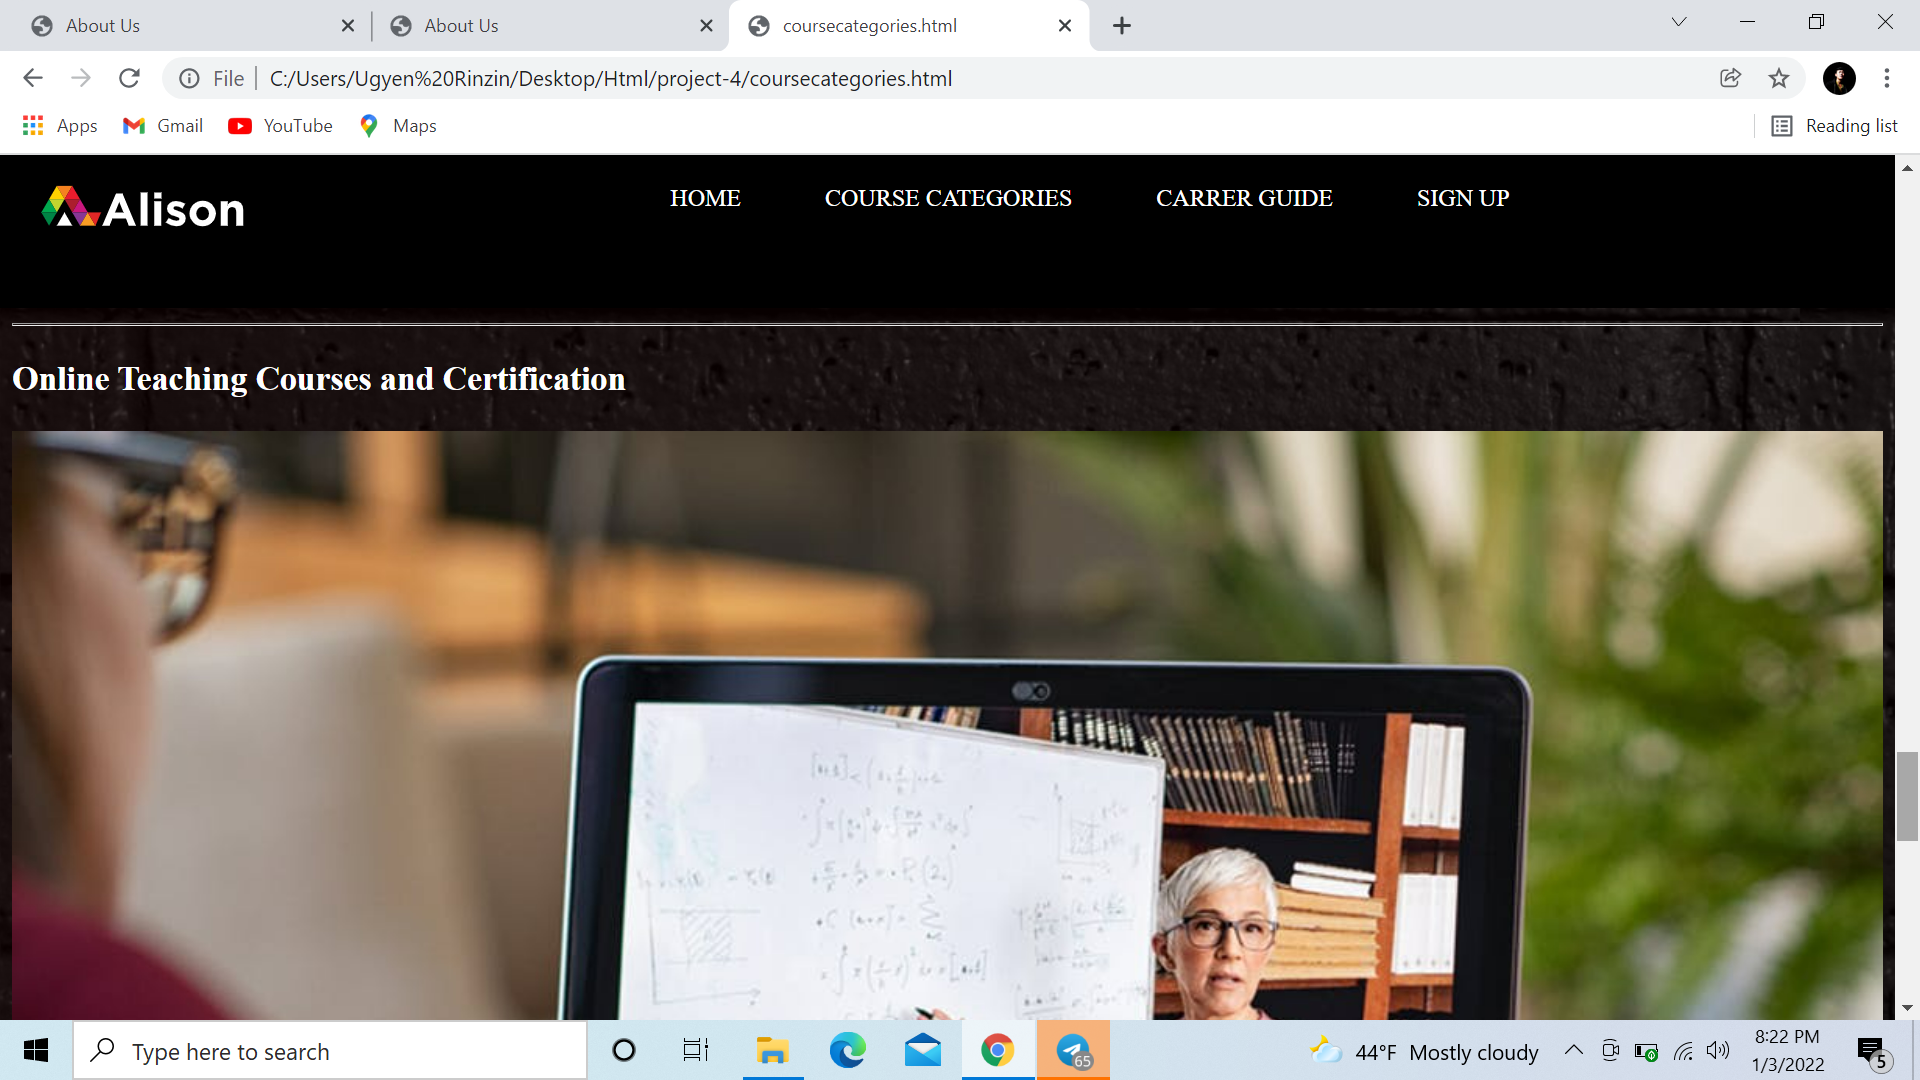 About Us
About Us
coursecategories.html
File
C:/Users/Ugyen%20Rinzin/Desktop/Html/project-4/coursecategories.html
Apps
Gmail
YouTube
Maps
Reading list
Alison
HOME
COURSE CATEGORIES
CARRER GUIDE
SIGN UP
Online Teaching Courses and Certification
Type here to search
65
44°F Mostly cloudy
8:22 PM
1/3/2022
5